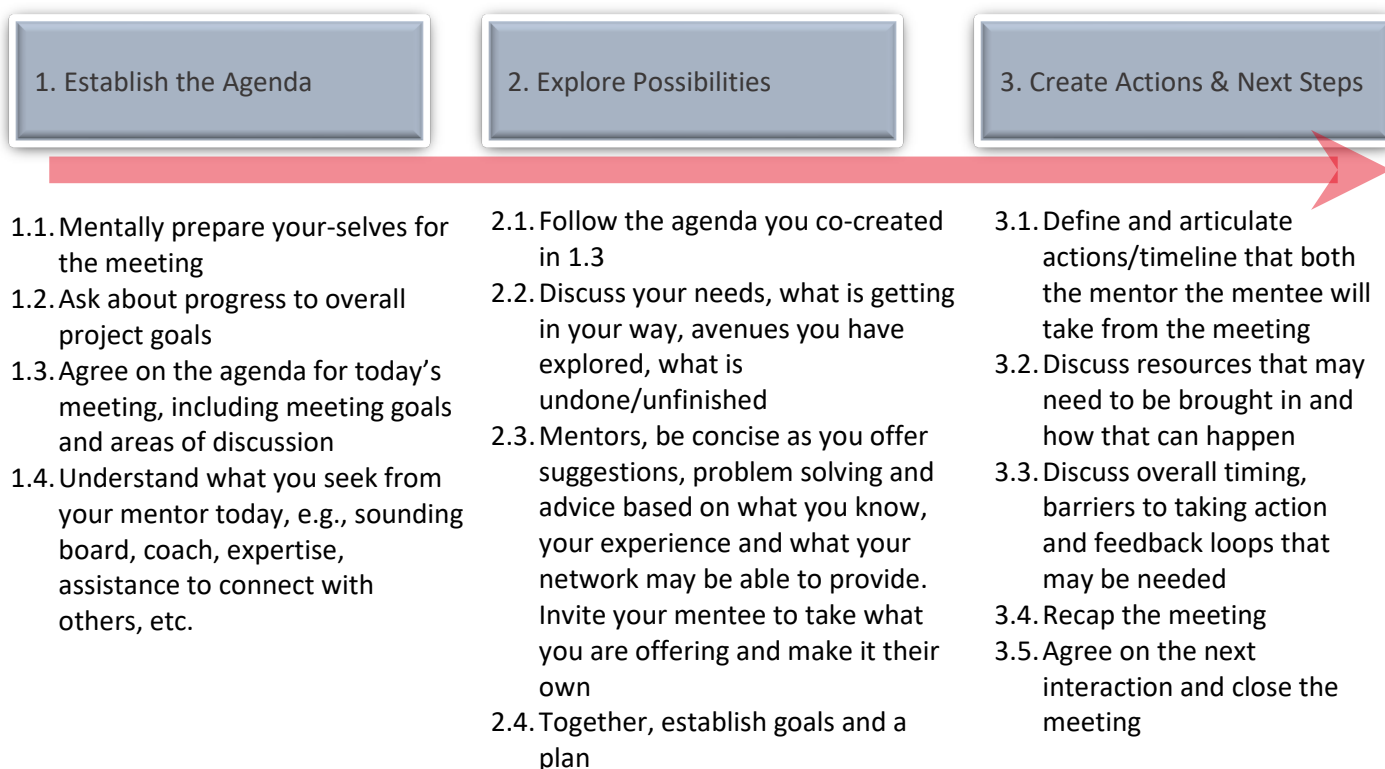 1. Establish the Agenda
2. Explore Possibilities
3. Create Actions & Next Steps
1.1. Mentally prepare your-selves for
the meeting
1.2. Ask about progress to overall
project goals
1.3. Agree on the agenda for today’s
meeting, including meeting goals
and areas of discussion
1.4. Understand what you seek from
your mentor today, e.g., sounding
board, coach, expertise,
assistance to connect with
others, etc.
2.1. Follow the agenda you co-created
in 1.3
2.2. Discuss your needs, what is getting
in your way, avenues you have
explored, what is
undone/unfinished
2.3. Mentors, be concise as you offer
suggestions, problem solving and
advice based on what you know,
your experience and what your
network may be able to provide.
Invite your mentee to take what
you are offering and make it their
own
2.4. Together, establish goals and a
plan
3.1. Define and articulate
actions/timeline that both
the mentor the mentee will
take from the meeting
3.2. Discuss resources that may
need to be brought in and
how that can happen
3.3. Discuss overall timing,
barriers to taking action
and feedback loops that
may be needed
3.4. Recap the meeting
3.5. Agree on the next
interaction and close the
meeting